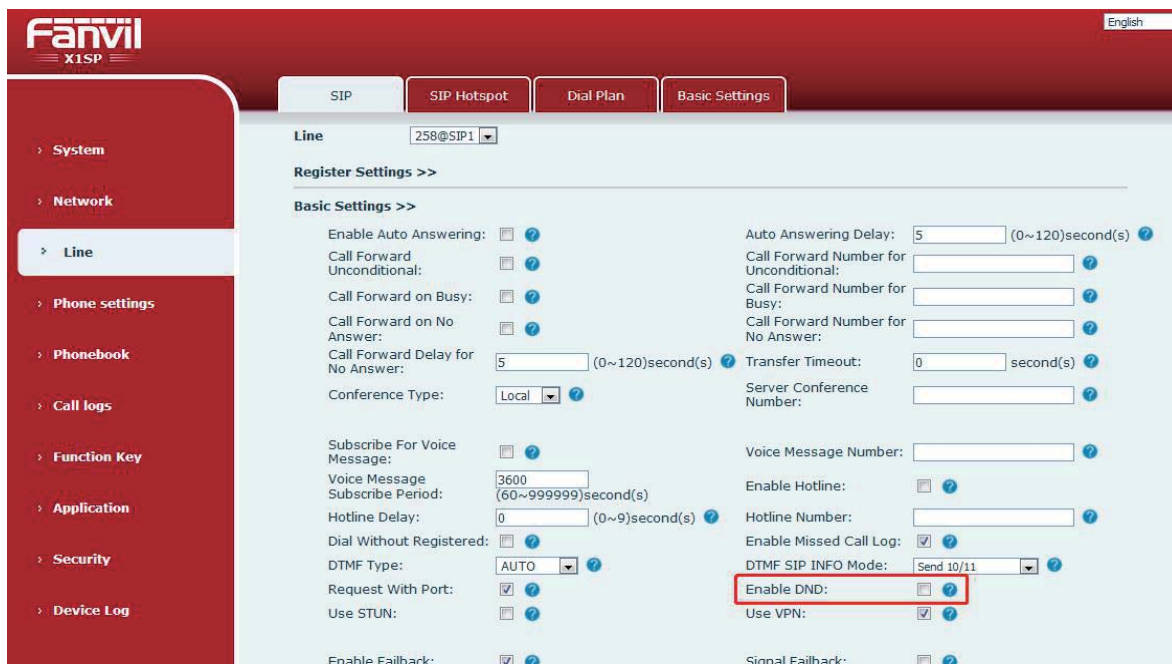 Fanvil
X1SP
English
SIP
SIP Hotspot
Dial Plan
Basic Settings
System
Network
Line
Phone settings
Phonebook
Call logs
Function Key
Application
Security
Device Log
Line 258@SIP1
Register Settings >>
Basic Settings >>
Enable Auto Answering: Auto Answering Delay: 5 (0~120)second(s)
Call Forward Unconditional: Call Forward Number for Unconditional:
Call Forward on Busy: Call Forward Number for Busy:
Call Forward on No Answer: Call Forward Number for No Answer:
Call Forward Delay for No Answer: 5 (0~120)second(s) Transfer Timeout: 0 second(s)
Conference Type: Local Server Conference Number:
Subscribe For Voice Message: Voice Message Number:
Voice Message Subscribe Period: 3600 (60~999999)second(s) Enable Hotline:
Hotline Delay: 0 (0~9)second(s) Hotline Number:
Dial Without Registered: Enable Missed Call Log:
DTMF Type: AUTO DTMF SIP INFO Mode: Send 10/11
Request With Port: Enable DND:
Use STUN: Use VPN:
Enable Failback: Signal Failback: